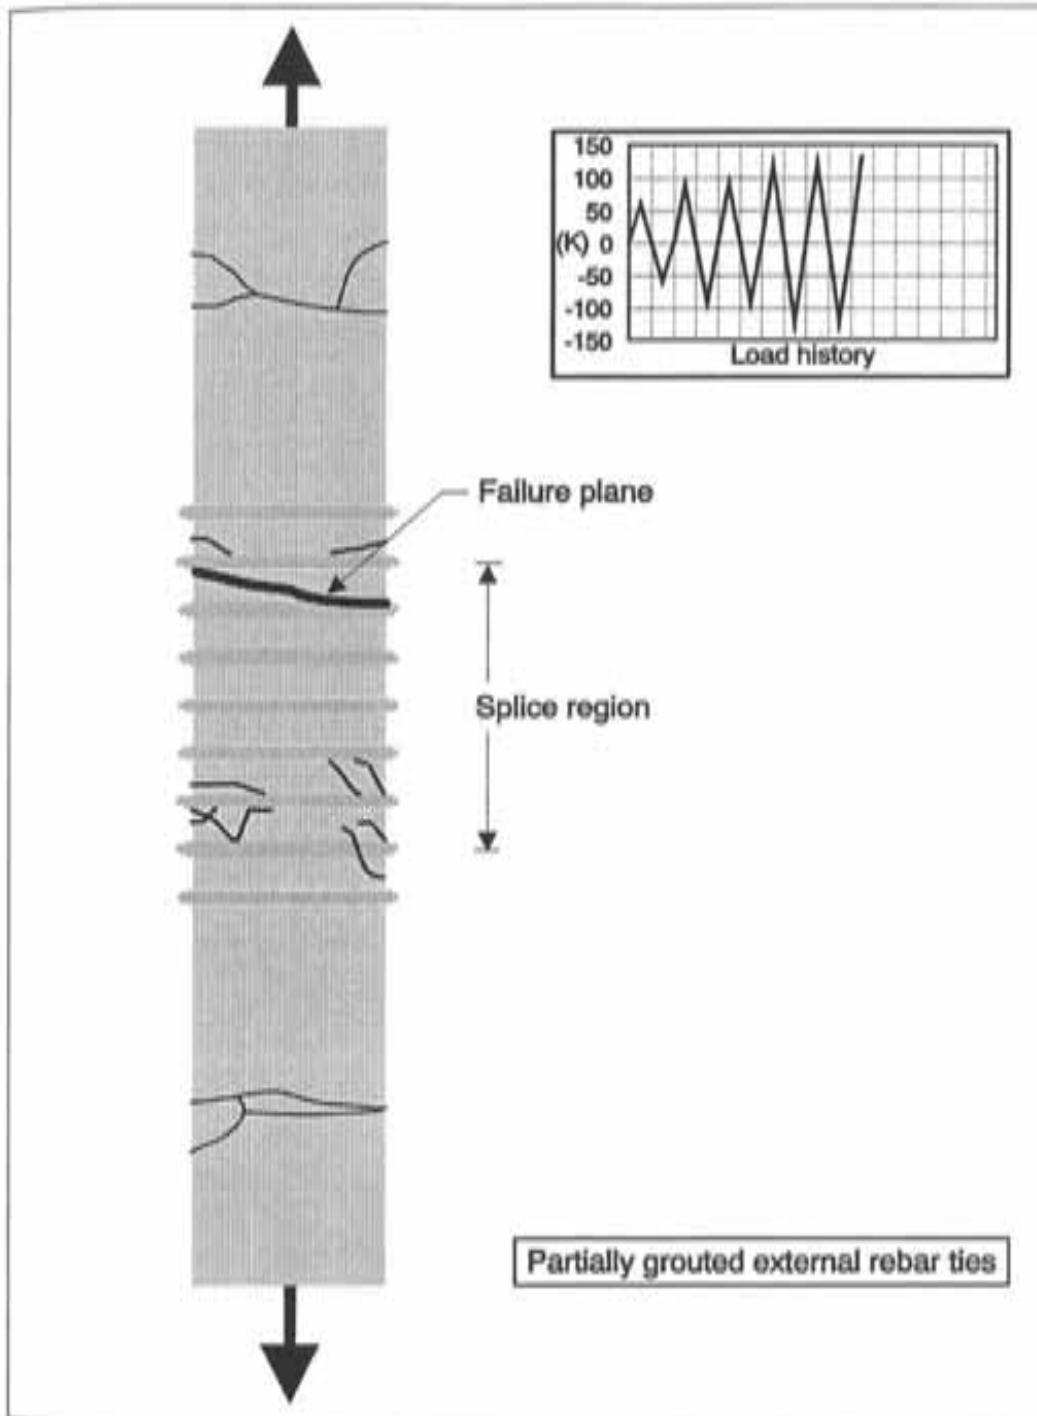 150
100
50
(K) 0
-50
-100
-150
Load history
Failure plane
Splice region
Partially grouted external rebar ties